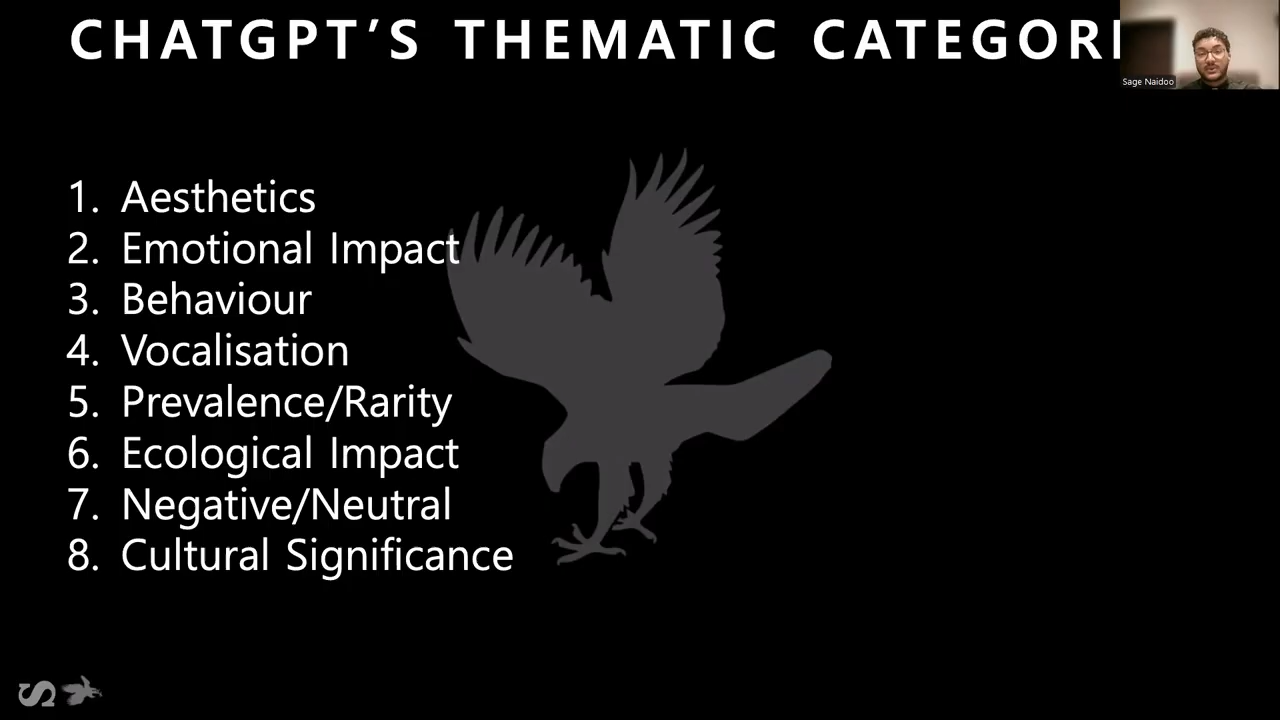 CHATGPT’S THEMATIC CATEGORI
Sage Naidoo
1. Aesthetics
2. Emotional Impact
3. Behaviour
4. Vocalisation
5. Prevalence/Rarity
6. Ecological Impact
7. Negative/Neutral
8. Cultural Significance
S